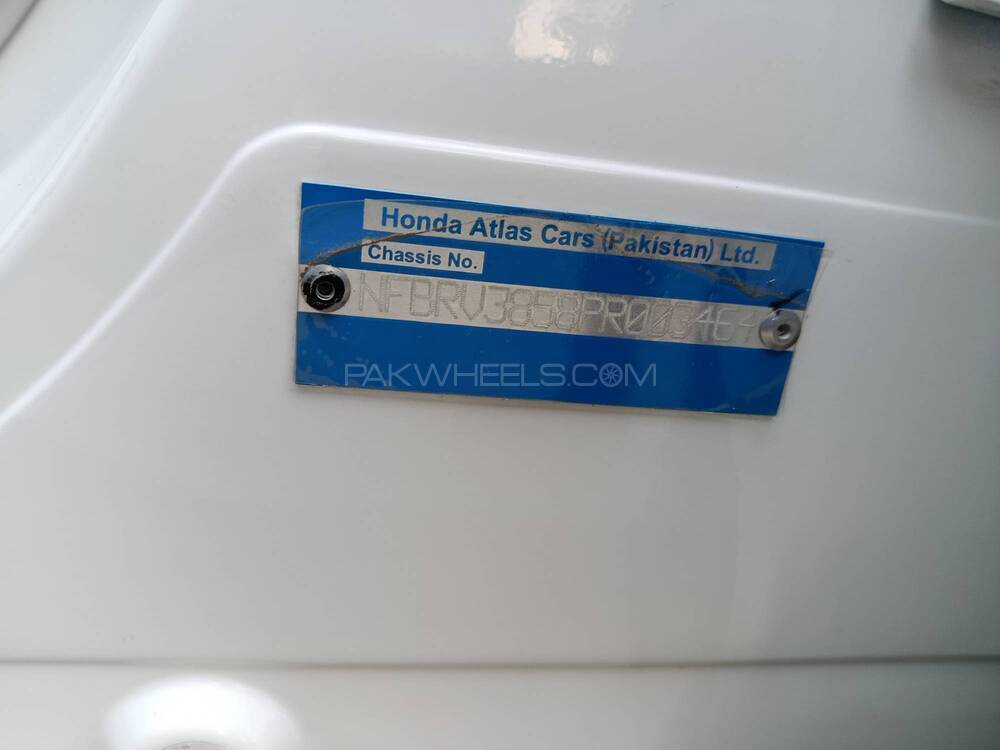 Honda Atlas Cars (Pakistan) Ltd.
Chassis No.
NFBRV3858PR003464
PAKWHEELS.COM